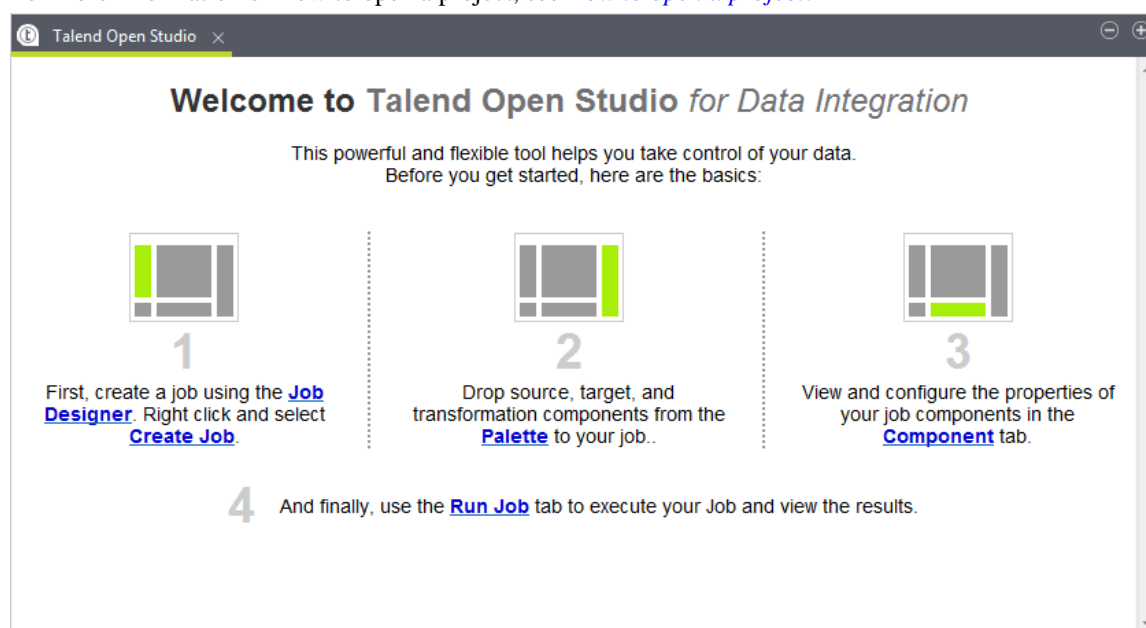 Talend Open Studio
Welcome to Talend Open Studio for Data Integration
This powerful and flexible tool helps you take control of your data.
Before you get started, here are the basics:
1
First, create a job using the Job
Designer. Right click and select
Create Job.
2
Drop source, target, and
transformation components from the
Palette to your job..
3
View and configure the properties of
your job components in the
Component tab.
4 And finally, use the Run Job tab to execute your Job and view the results.